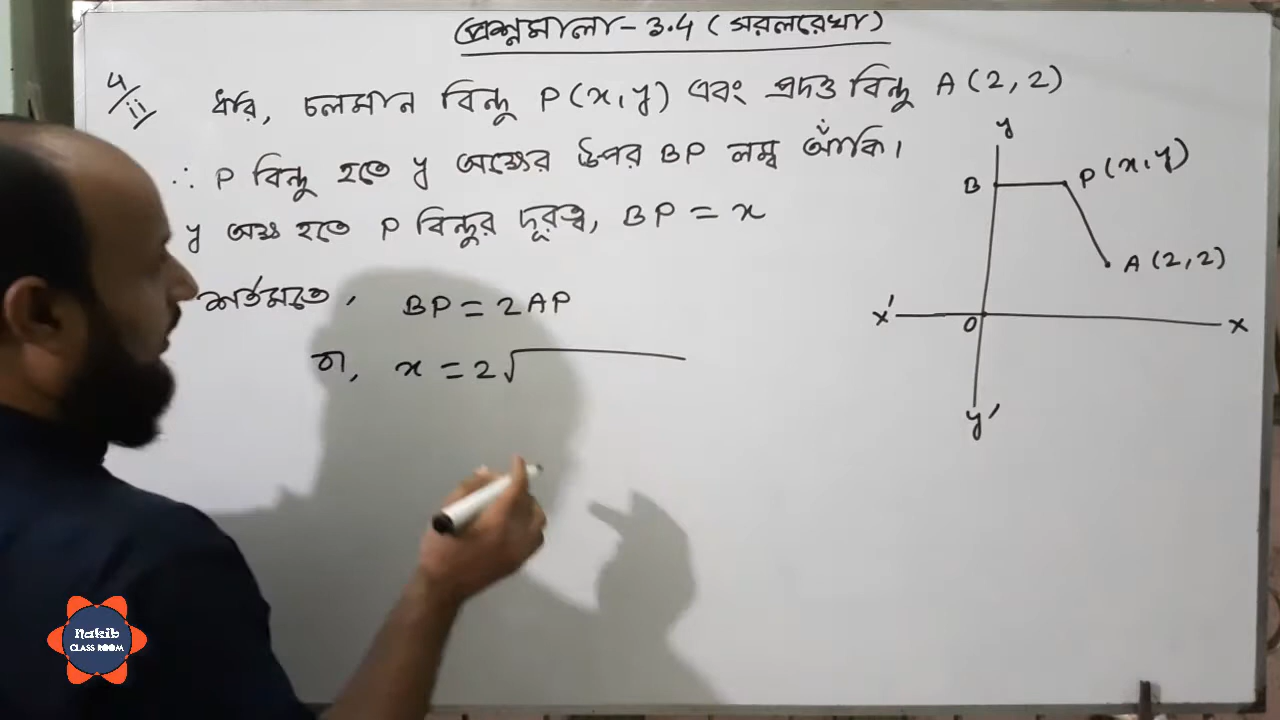 প্রশ্নমালা - 3.4 (সরলরেখা)
4/ii/ ধরি, চলমান বিন্দু P(x,y) এবং প্রদত্ত বিন্দু A(2,2)
∴ P বিন্দু হতে y অক্ষের উপর BP লম্ব আঁকি।
y অক্ষ হতে P বিন্দুর দূরত্ব, BP = x
শর্তমতে, BP = 2AP
বা, x = 2√
y
B
P(x,y)
A(2,2)
x'
O
x
y'
Nakib
CLASS ROOM